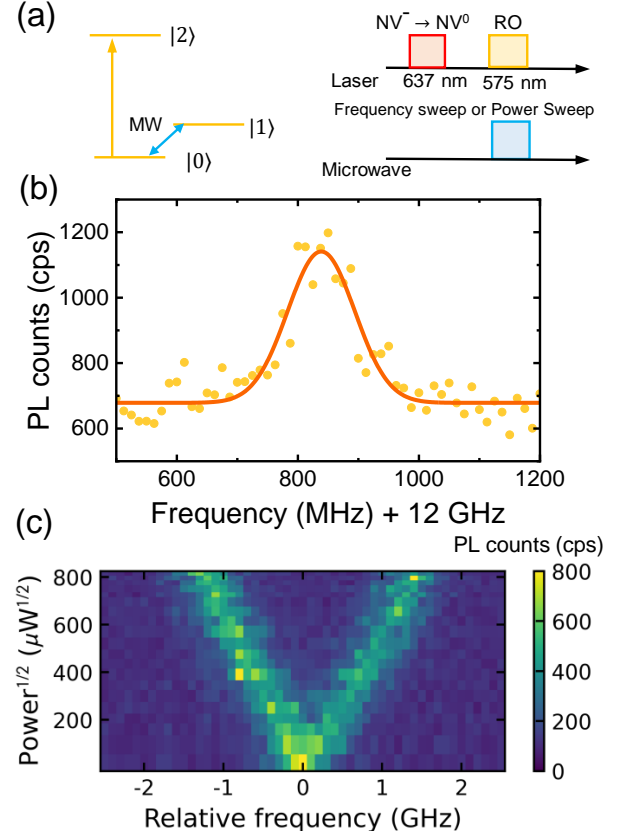 (a)
|2⟩
MW
|1⟩
|0⟩
NV⁻ → NV⁰ RO
Laser 637 nm 575 nm
Frequency sweep or Power Sweep
Microwave
(b)
PL counts (cps)
1200
1000
800
600
600 800 1000 1200
Frequency (MHz) + 12 GHz
(c)
PL counts (cps)
Power^1/2 (μW^1/2)
800
600
400
200
800
600
400
200
0
-2 -1 0 1 2
Relative frequency (GHz)